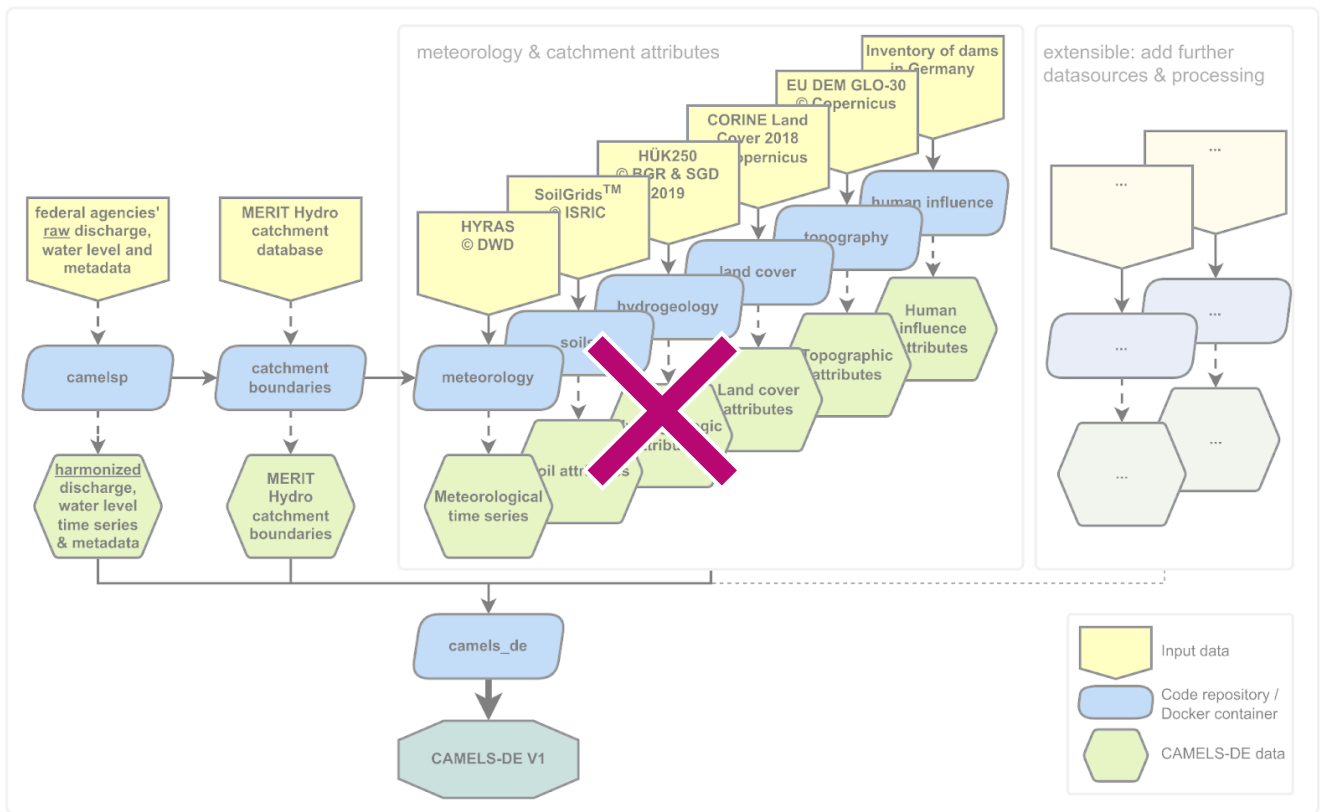 meteorology & catchment attributes
extensible: add further
datasources & processing
Inventory of dams
in Germany
EU DEM GLO-30
© Copernicus
CORINE Land
Cover 2018
HÜK250
© BGR & SGD
2019
SoilGrids™
© ISRIC
HYRAS
© DWD
federal agencies'
raw discharge,
water level and
metadata
MERIT Hydro
catchment
database
...
...
human influence
topography
land cover
hydrogeology
soils
meteorology
camelsp
catchment
boundaries
...
...
Human
influence
attributes
Topographic
attributes
Land cover
attributes
Meteorological
time series
harmonized
discharge,
water level
time series
& metadata
MERIT
Hydro
catchment
boundaries
...
...
camels_de
CAMELS-DE V1
Input data
Code repository /
Docker container
CAMELS-DE data